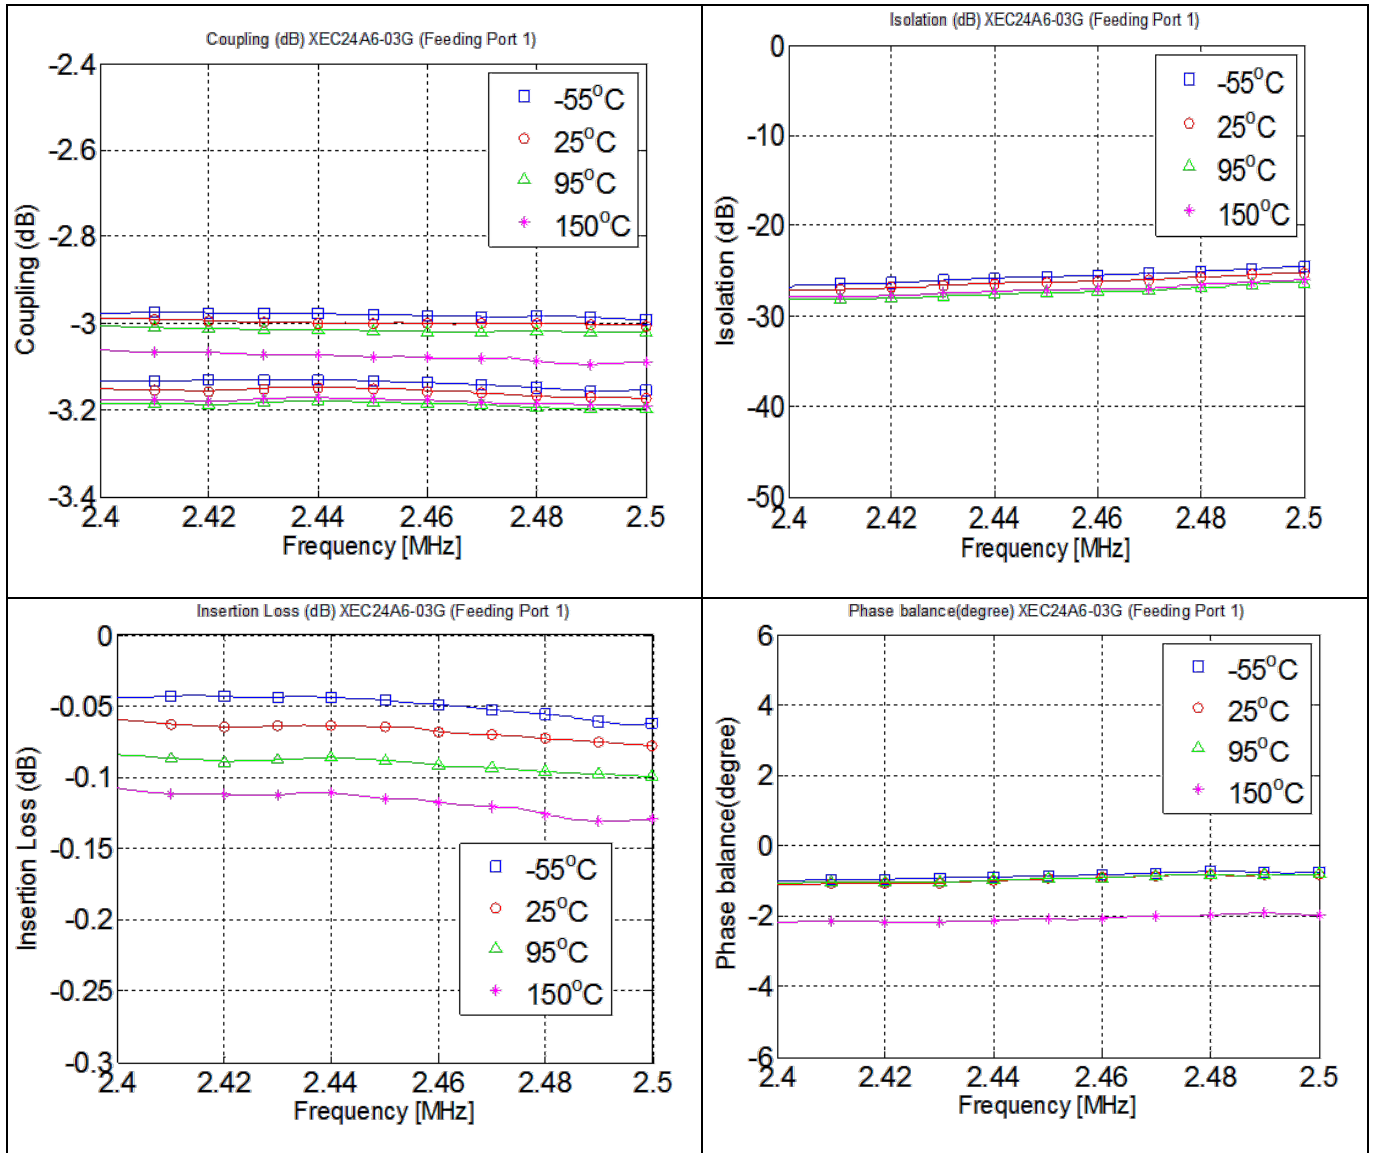 Coupling (dB) XEC24A6-03G (Feeding Port 1)
-2.4
-2.6
-2.8
-3
-3.2
-3.4
Coupling (dB)
-55°C
25°C
95°C
150°C
2.4 2.42 2.44 2.46 2.48 2.5
Frequency [MHz]
Isolation (dB) XEC24A6-03G (Feeding Port 1)
0
-10
-20
-30
-40
-50
Isolation (dB)
-55°C
25°C
95°C
150°C
2.4 2.42 2.44 2.46 2.48 2.5
Frequency [MHz]
Insertion Loss (dB) XEC24A6-03G (Feeding Port 1)
0
-0.05
-0.1
-0.15
-0.2
-0.25
-0.3
Insertion Loss (dB)
-55°C
25°C
95°C
150°C
2.4 2.42 2.44 2.46 2.48 2.5
Frequency [MHz]
Phase balance(degree) XEC24A6-03G (Feeding Port 1)
6
4
2
0
-2
-4
-6
Phase balance(degree)
-55°C
25°C
95°C
150°C
2.4 2.42 2.44 2.46 2.48 2.5
Frequency [MHz]